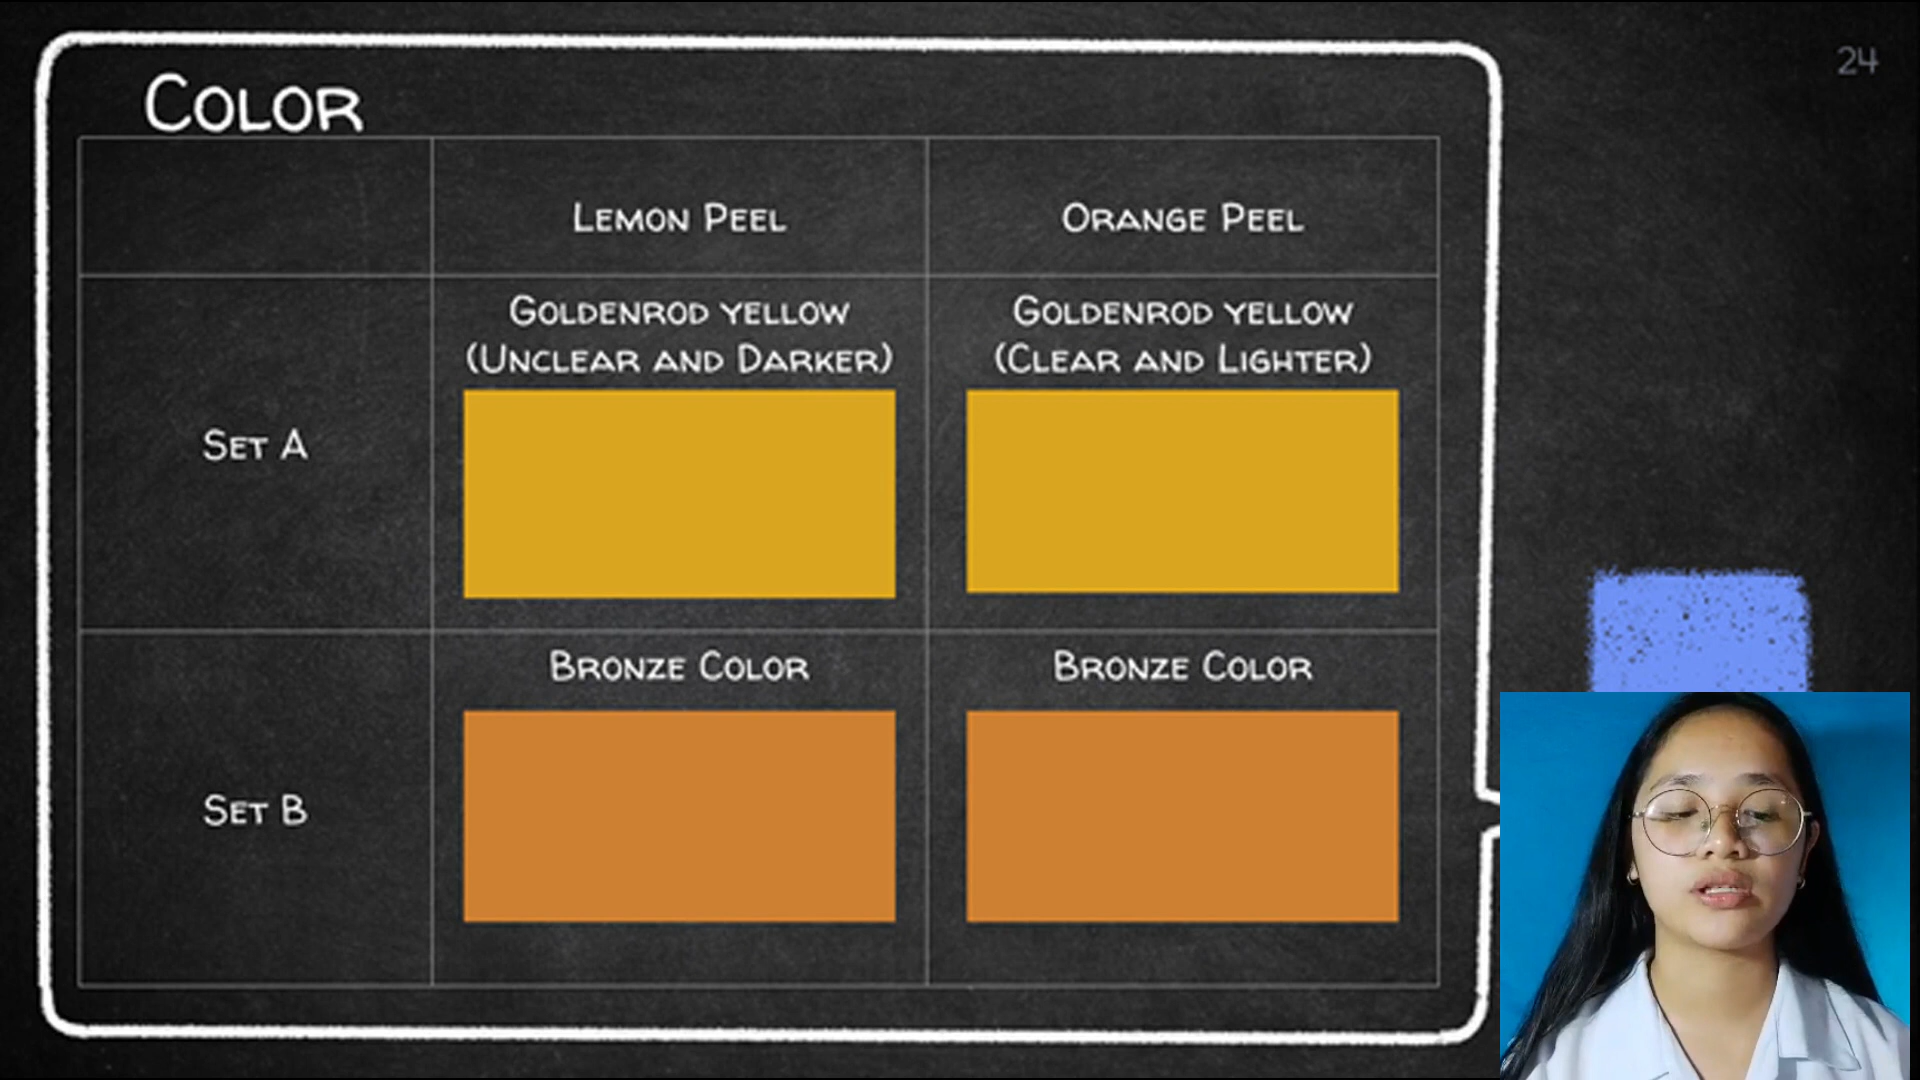 24
Color
Lemon Peel
Orange Peel
Set A
Goldenrod yellow
(Unclear and Darker)
Goldenrod yellow
(Clear and Lighter)
Set B
Bronze Color
Bronze Color